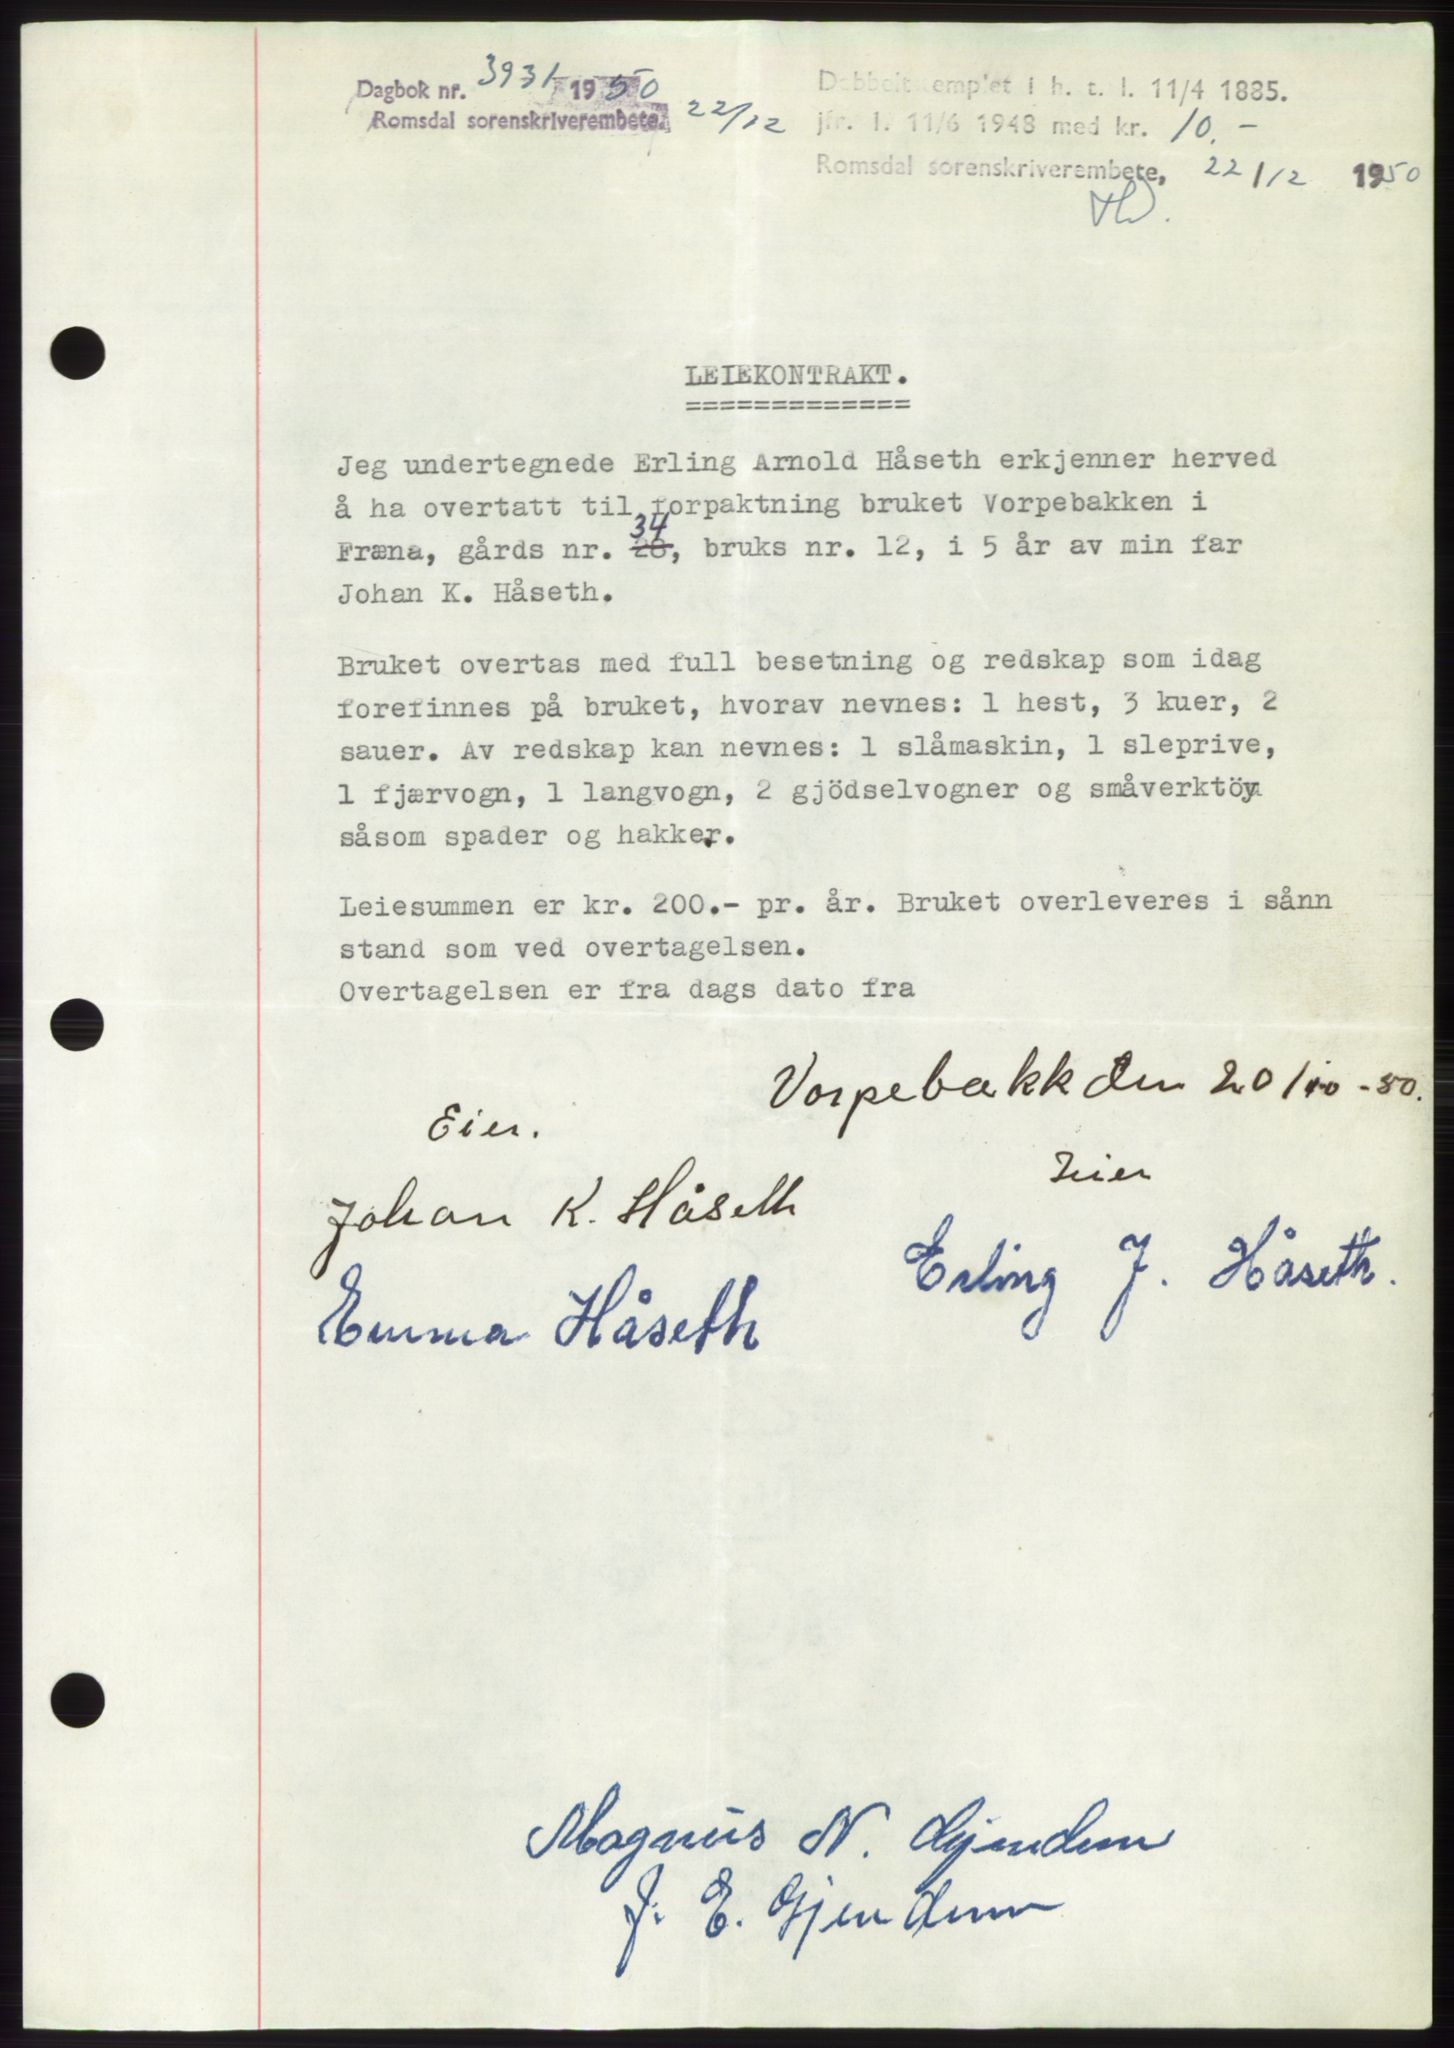 Dagbok nr. 3931 1950
Romsdal sorenskriverembete. 22/12
Dobbeltstemplet i h. t. l. 11/4 1885.
jfr. l. 11/6 1948 med kr. 10.-
Romsdal sorenskriverembete, 22/12 1950
LEIEKONTRAKT.
=============
Jeg undertegnede Erling Arnold Håseth erkjenner herved
å ha overtatt til forpaktning bruket Vorpebakken i
34
Fræna, gårds nr. 28, bruks nr. 12, i 5 år av min far
Johan K. Håseth.
Bruket overtas med full besetning og redskap som idag
forefinnes på bruket, hvorav nevnes: 1 hest, 3 kuer, 2
sauer. Av redskap kan nevnes: 1 slåmaskin, 1 sleprive,
1 fjærvogn, 1 langvogn, 2 gjödselvogner og småverktöy
såsom spader og hakker.
Leiesummen er kr. 200.- pr. år. Bruket overleveres i sånn
stand som ved overtagelsen.
Overtagelsen er fra dags dato fra
Vorpebakk den 20/10-50.
Eier.
Leier
Johan K. Håseth
Erling J. Håseth.
Emma Håseth
Magnus N. Gjendem
J. E. Gjendem